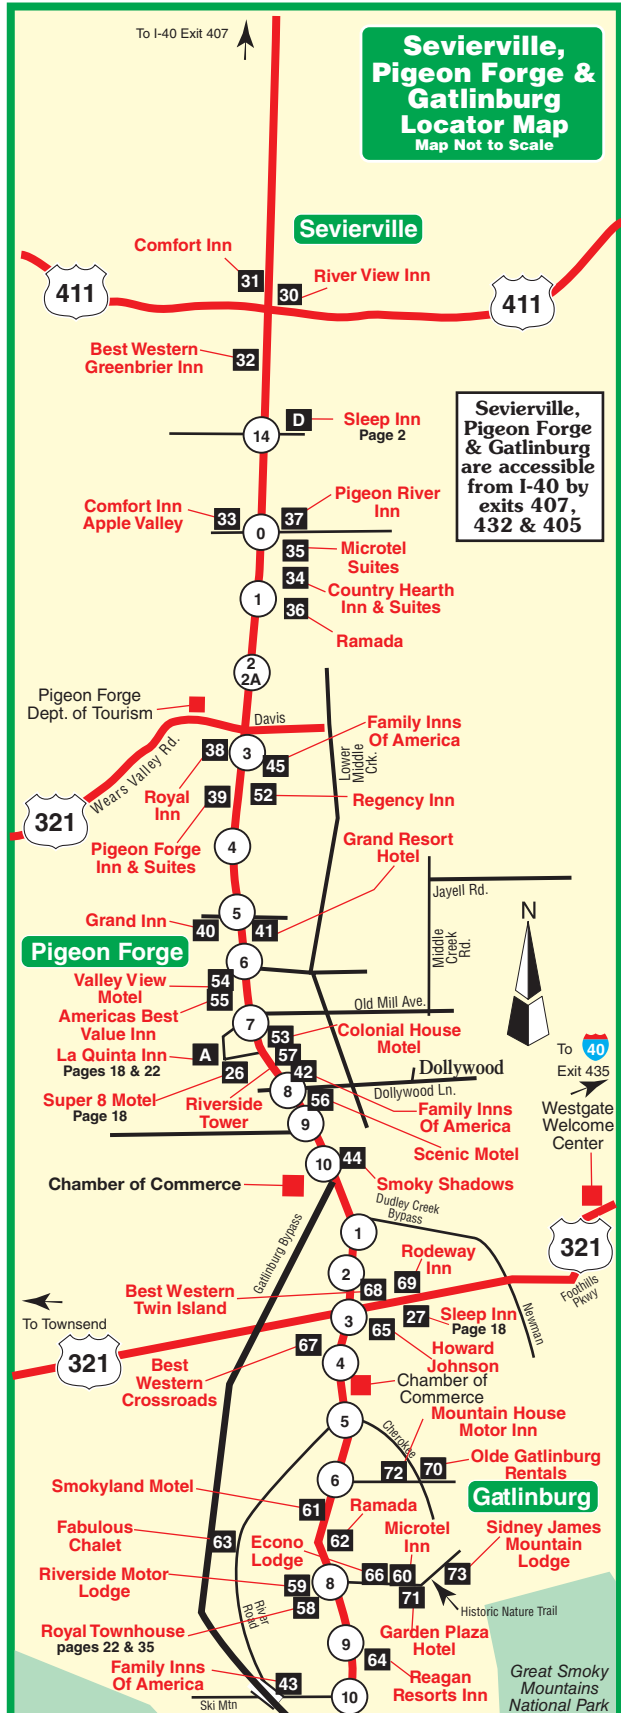 To I-40 Exit 407
Sevierville,
Pigeon Forge &
Gatlinburg
Locator Map
Map Not to Scale
Sevierville
Comfort Inn
31
River View Inn
30
411
411
Best Western
Greenbrier Inn
32
D
Sleep Inn
Page 2
14
Sevierville,
Pigeon Forge
& Gatlinburg
are accessible
from I-40 by
exits 407,
432 & 405
Comfort Inn
Apple Valley
33
37
Pigeon River
Inn
0
35
Microtel
Suites
34
Country Hearth
Inn & Suites
1
36
Ramada
2
2A
Pigeon Forge
Dept. of Tourism
Davis
Wears Valley Rd.
Lower
Middle
Crk.
Family Inns
Of America
38
3
45
Royal
Inn
39
52
Regency Inn
321
Pigeon Forge
Inn & Suites
4
Grand Resort
Hotel
Jayell Rd.
Middle
Creek
Rd.
N
Grand Inn
40
5
41
Pigeon Forge
6
Valley View
Motel
54
Americas Best
Value Inn
55
Old Mill Ave.
7
53
Colonial House
Motel
La Quinta Inn
Pages 18 & 22
A
57
To
40
Exit 435
26
42
Dollywood
Dollywood Ln.
Super 8 Motel
Page 18
Riverside
Tower
8
56
Family Inns
Of America
Westgate
Welcome
Center
9
Scenic Motel
10
44
Smoky Shadows
Chamber of Commerce
Dudley Creek
Bypass
Gatlinburg Bypass
1
321
Foothills
Pkwy
Rodeway
Inn
2
69
68
Best Western
Twin Island
Newman
To Townsend
3
27
Sleep Inn
Page 18
65
Howard
Johnson
321
67
Best
Western
Crossroads
4
Chamber of
Commerce
5
Cherokee
Mountain House
Motor Inn
Olde Gatlinburg
Rentals
6
72
70
Gatlinburg
Smokyland Motel
61
Ramada
62
Fabulous
Chalet
63
Econo
Lodge
Microtel
Inn
Sidney James
Mountain
Lodge
66
60
73
Riverside Motor
Lodge
59
8
71
58
River
Road
Historic Nature Trail
Royal Townhouse
pages 22 & 35
Garden Plaza
Hotel
9
64
Reagan
Resorts Inn
Family Inns
Of America
43
10
Ski Mtn
Great Smoky
Mountains
National Park